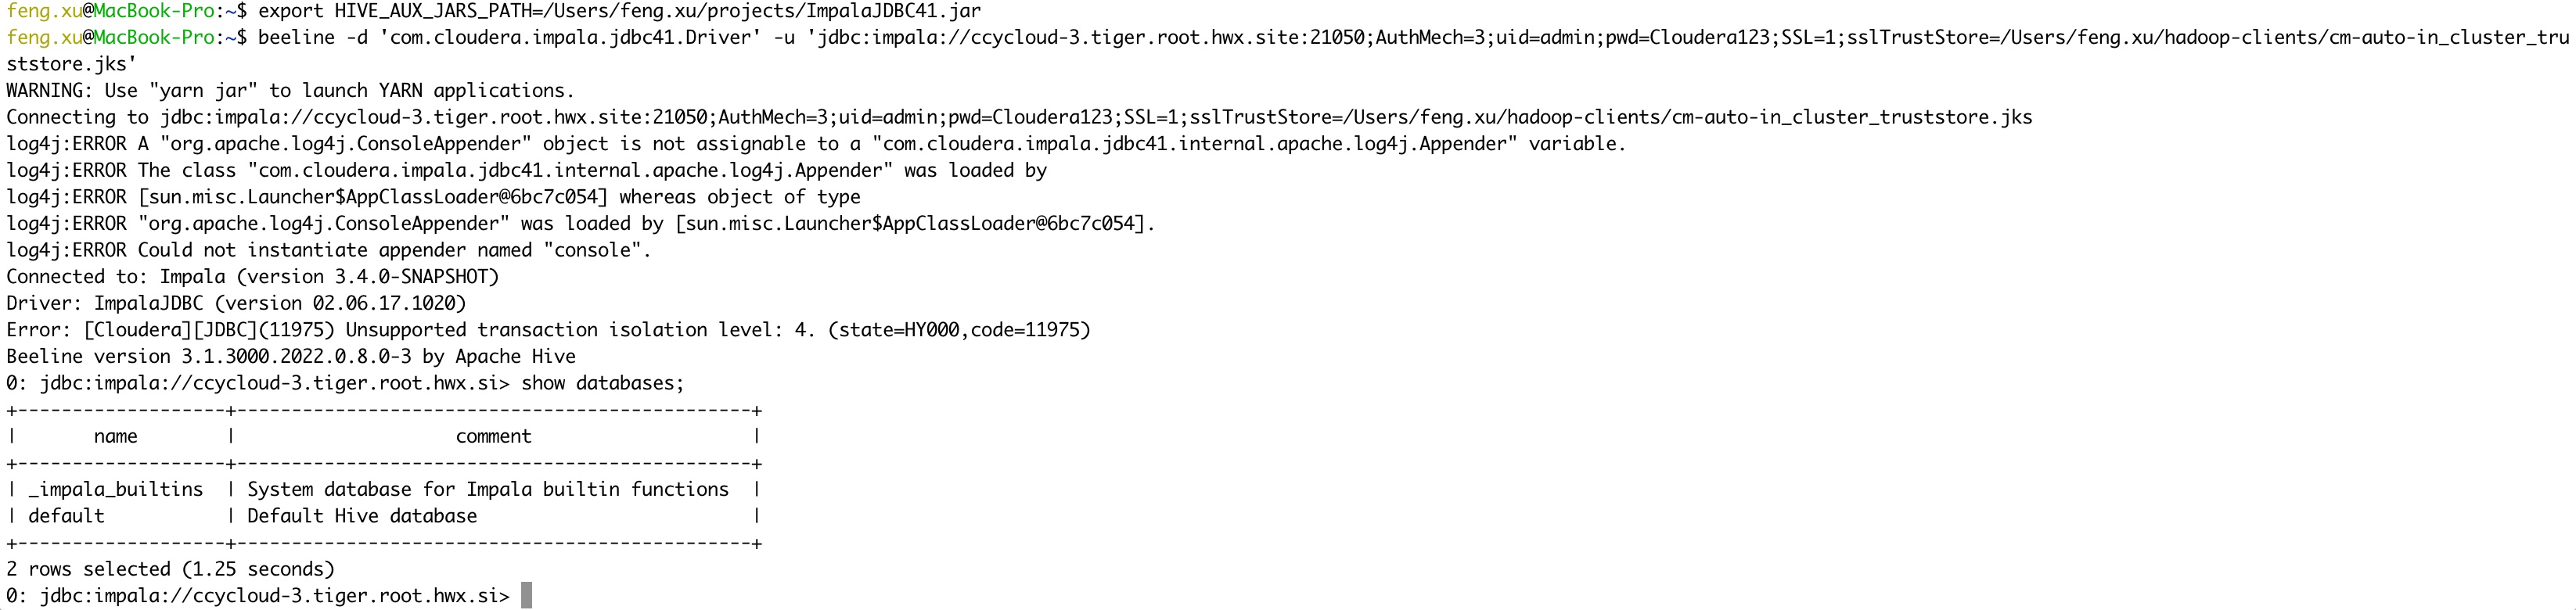 feng.xu@MacBook-Pro:~$ export HIVE_AUX_JARS_PATH=/Users/feng.xu/projects/ImpalaJDBC41.jar
feng.xu@MacBook-Pro:~$ beeline -d 'com.cloudera.impala.jdbc41.Driver' -u 'jdbc:impala://ccycloud-3.tiger.root.hwx.site:21050;AuthMech=3;uid=admin;pwd=Cloudera123;SSL=1;sslTrustStore=/Users/feng.xu/hadoop-clients/cm-auto-in_cluster_tru
ststore.jks'
WARNING: Use "yarn jar" to launch YARN applications.
Connecting to jdbc:impala://ccycloud-3.tiger.root.hwx.site:21050;AuthMech=3;uid=admin;pwd=Cloudera123;SSL=1;sslTrustStore=/Users/feng.xu/hadoop-clients/cm-auto-in_cluster_truststore.jks
log4j:ERROR A "org.apache.log4j.ConsoleAppender" object is not assignable to a "com.cloudera.impala.jdbc41.internal.apache.log4j.Appender" variable.
log4j:ERROR The class "com.cloudera.impala.jdbc41.internal.apache.log4j.Appender" was loaded by
log4j:ERROR [sun.misc.Launcher$AppClassLoader@6bc7c054] whereas object of type
log4j:ERROR "org.apache.log4j.ConsoleAppender" was loaded by [sun.misc.Launcher$AppClassLoader@6bc7c054].
log4j:ERROR Could not instantiate appender named "console".
Connected to: Impala (version 3.4.0-SNAPSHOT)
Driver: ImpalaJDBC (version 02.06.17.1020)
Error: [Cloudera][JDBC](11975) Unsupported transaction isolation level: 4. (state=HY000,code=11975)
Beeline version 3.1.3000.2022.0.8.0-3 by Apache Hive
0: jdbc:impala://ccycloud-3.tiger.root.hwx.si> show databases;
+-------------------+-----------------------------------------------+
|       name        |                    comment                    |
+-------------------+-----------------------------------------------+
| _impala_builtins  | System database for Impala builtin functions  |
| default           | Default Hive database                         |
+-------------------+-----------------------------------------------+
2 rows selected (1.25 seconds)
0: jdbc:impala://ccycloud-3.tiger.root.hwx.si>